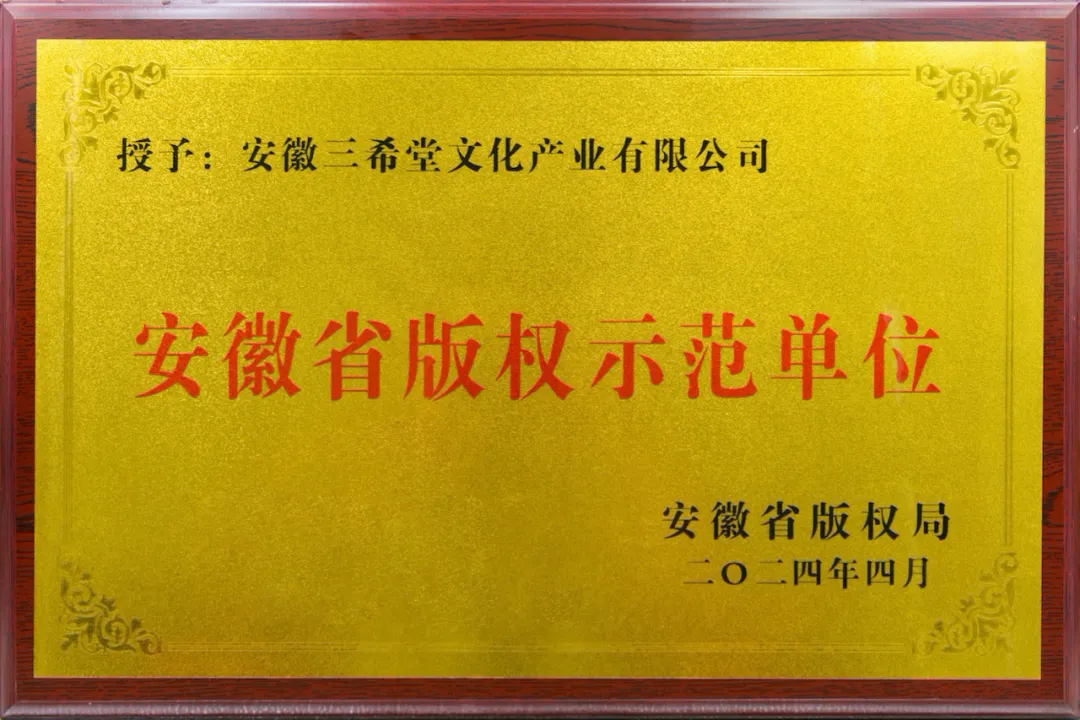 授予：安徽三希堂文化产业有限公司
安徽省版权示范单位
安徽省版权局
二〇二四年四月